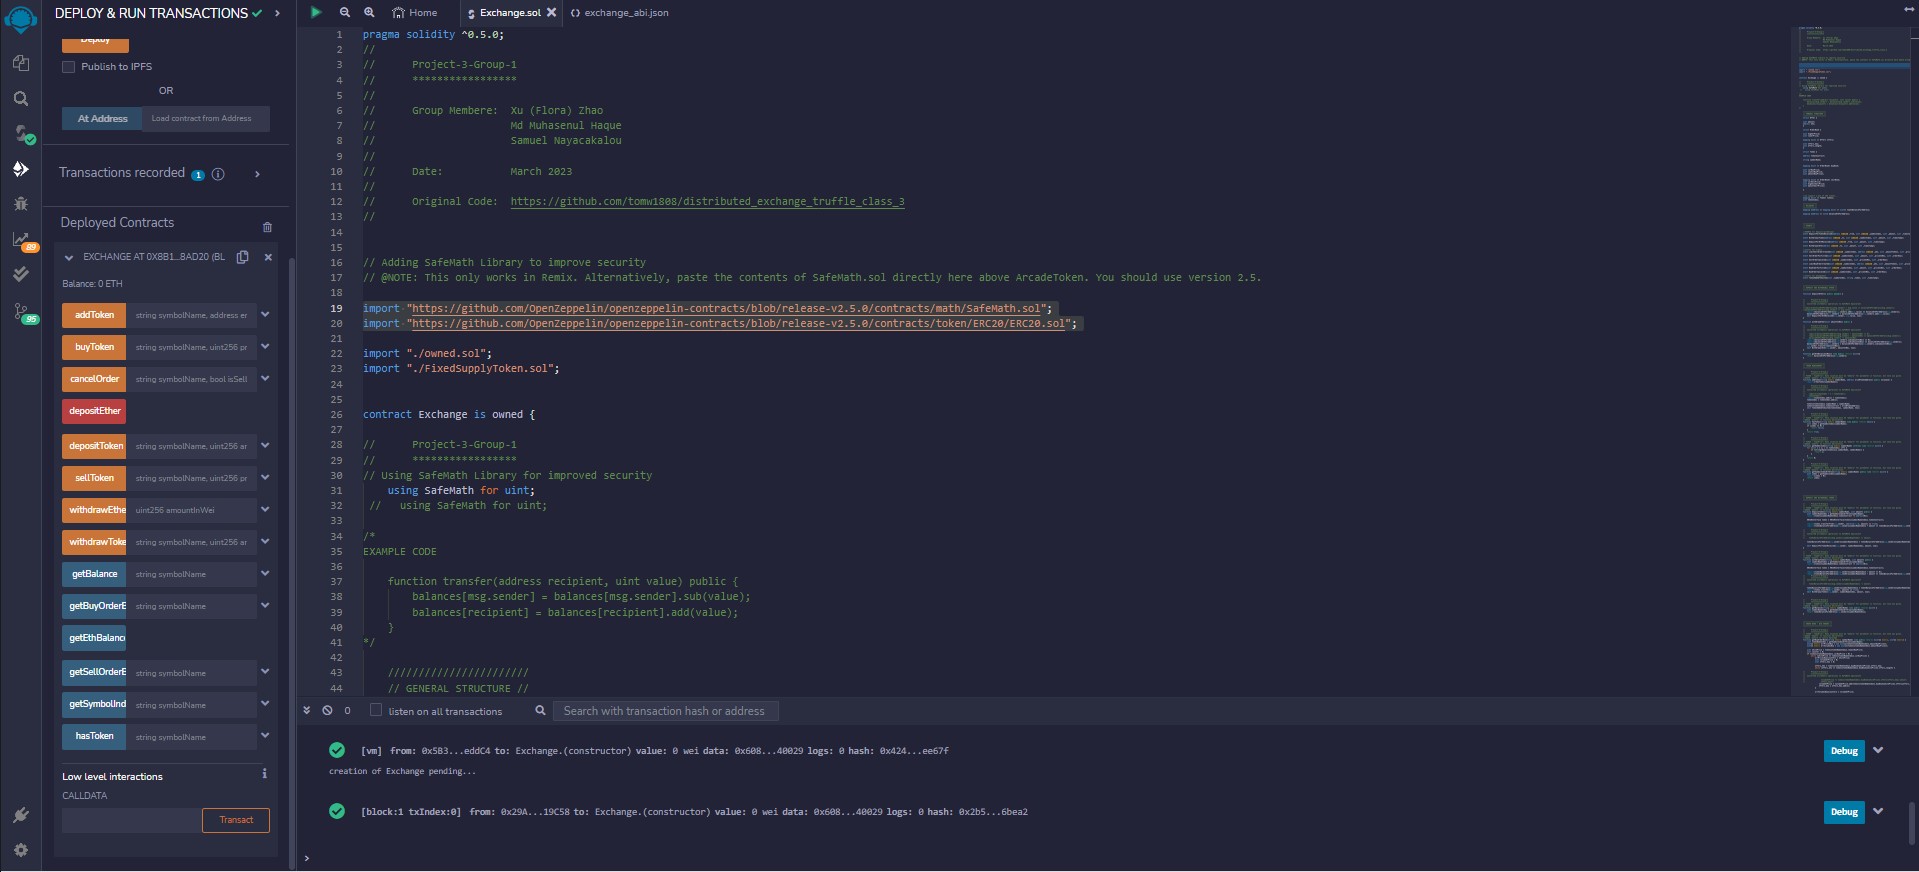 DEPLOY & RUN TRANSACTIONS
Deploy
Publish to IPFS
OR
At Address
Load contract from Address
Transactions recorded 1
Deployed Contracts
EXCHANGE AT 0X8B1...8AD20 (BL
Balance: 0 ETH
addToken string symbolName, address er
buyToken string symbolName, uint256 pr
cancelOrder string symbolName, bool isSell
depositEther
depositToken string symbolName, uint256 ar
sellToken string symbolName, uint256 pr
withdrawEthe uint256 amountInWei
withdrawToke string symbolName, uint256 ar
getBalance string symbolName
getBuyOrderE string symbolName
getEthBalanc
getSellOrderE string symbolName
getSymbolInd string symbolName
hasToken string symbolName
Low level interactions
CALLDATA
Transact
89
95
Home
Exchange.sol
exchange_abi.json
1 pragma solidity ^0.5.0;
2 //
3 // Project-3-Group-1
4 // *****************
5 //
6 // Group Membere: Xu (Flora) Zhao
7 // Md Muhasenul Haque
8 // Samuel Nayacakalou
9 //
10 // Date: March 2023
11 //
12 // Original Code: https://github.com/tomw1808/distributed_exchange_truffle_class_3
13 //
14
15
16 // Adding SafeMath Library to improve security
17 // @NOTE: This only works in Remix. Alternatively, paste the contents of SafeMath.sol directly here above ArcadeToken. You should use version 2.5.
18
19 import "https://github.com/OpenZeppelin/openzeppelin-contracts/blob/release-v2.5.0/contracts/math/SafeMath.sol";
20 import "https://github.com/OpenZeppelin/openzeppelin-contracts/blob/release-v2.5.0/contracts/token/ERC20/ERC20.sol";
21
22 import "./owned.sol";
23 import "./FixedSupplyToken.sol";
24
25
26 contract Exchange is owned {
27
28 // Project-3-Group-1
29 // *****************
30 // Using SafeMath Library for improved security
31 using SafeMath for uint;
32 // using SafeMath for uint;
33
34 /*
35 EXAMPLE CODE
36
37 function transfer(address recipient, uint value) public {
38 balances[msg.sender] = balances[msg.sender].sub(value);
39 balances[recipient] = balances[recipient].add(value);
40 }
41 */
42
43 ///////////////////////
44 // GENERAL STRUCTURE //
0
listen on all transactions
Search with transaction hash or address
[vm] from: 0x5B3...eddC4 to: Exchange.(constructor) value: 0 wei data: 0x608...40029 logs: 0 hash: 0x424...ee67f
Debug
creation of Exchange pending...
[block:1 txIndex:0] from: 0x29A...19C58 to: Exchange.(constructor) value: 0 wei data: 0x608...40029 logs: 0 hash: 0x2b5...6bea2
Debug
>